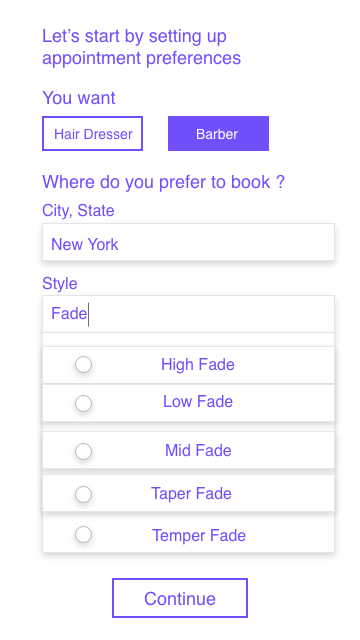 Let's start by setting up
appointment preferences
You want
Hair Dresser
Barber
Where do you prefer to book ?
City, State
New York
Style
Fade
High Fade
Low Fade
Mid Fade
Taper Fade
Temper Fade
Continue